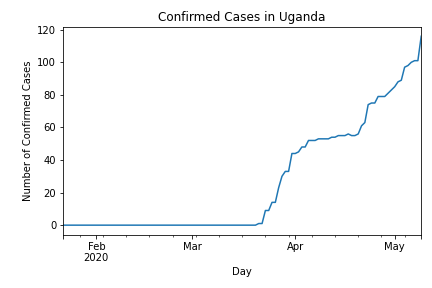 Confirmed Cases in Uganda
120
100
80
60
40
20
0
Number of Confirmed Cases
Feb
2020
Mar
Apr
May
Day